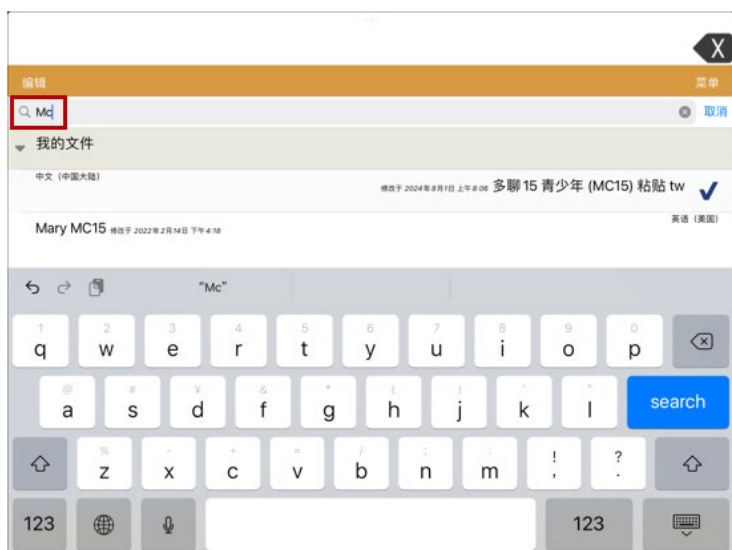 X
编辑 菜单
Mc 取消
我的文件
中文（中国大陆）
修改于 2024年8月1日 上午8:06 多聊 15 青少年 (MC15) 粘贴 tw
英语（美国）
Mary MC15 修改于 2022年2月14日 下午4:18
“Mc”
1 2 3 4 5 6 7 8 9 0
q w e r t y u i o p
@ # ¥ & * ( ) ' "
a s d f g h j k l search
% - + = / ; : ! ?
z x c v b n m , .
123 123